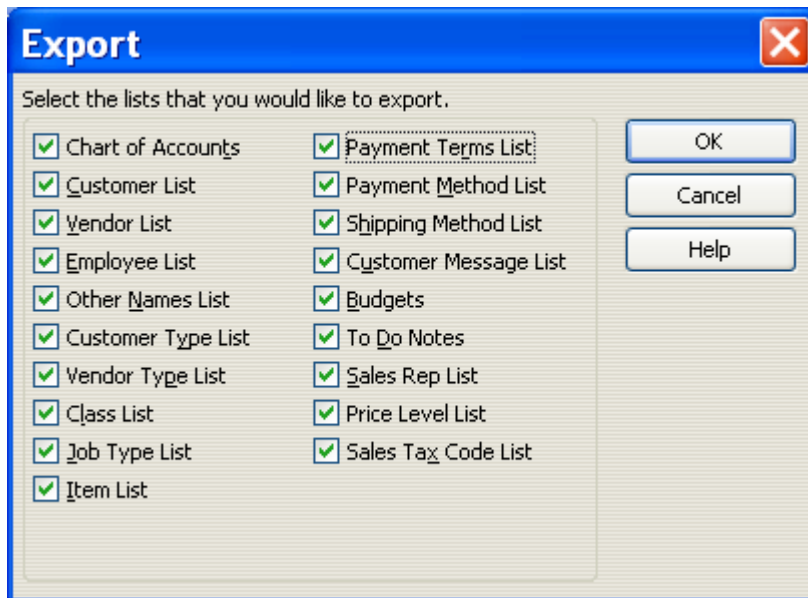 Export
Select the lists that you would like to export.
Chart of Accounts
Customer List
Vendor List
Employee List
Other Names List
Customer Type List
Vendor Type List
Class List
Job Type List
Item List
Payment Terms List
Payment Method List
Shipping Method List
Customer Message List
Budgets
To Do Notes
Sales Rep List
Price Level List
Sales Tax Code List
OK
Cancel
Help